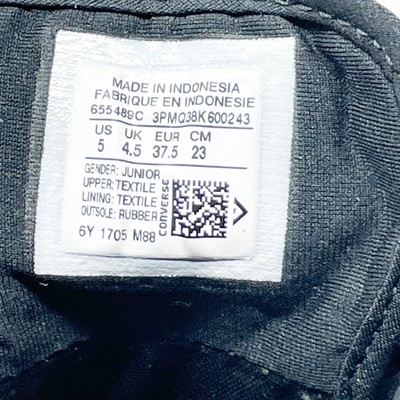 MADE IN INDONESIA
FABRIQUE EN INDONESIE
655489C 3PMQ38K600243
US UK EUR CM
5 4.5 37.5 23
GENDER: JUNIOR
UPPER: TEXTILE
LINING: TEXTILE
OUTSOLE: RUBBER
CONVERSE
6Y 1705 M88